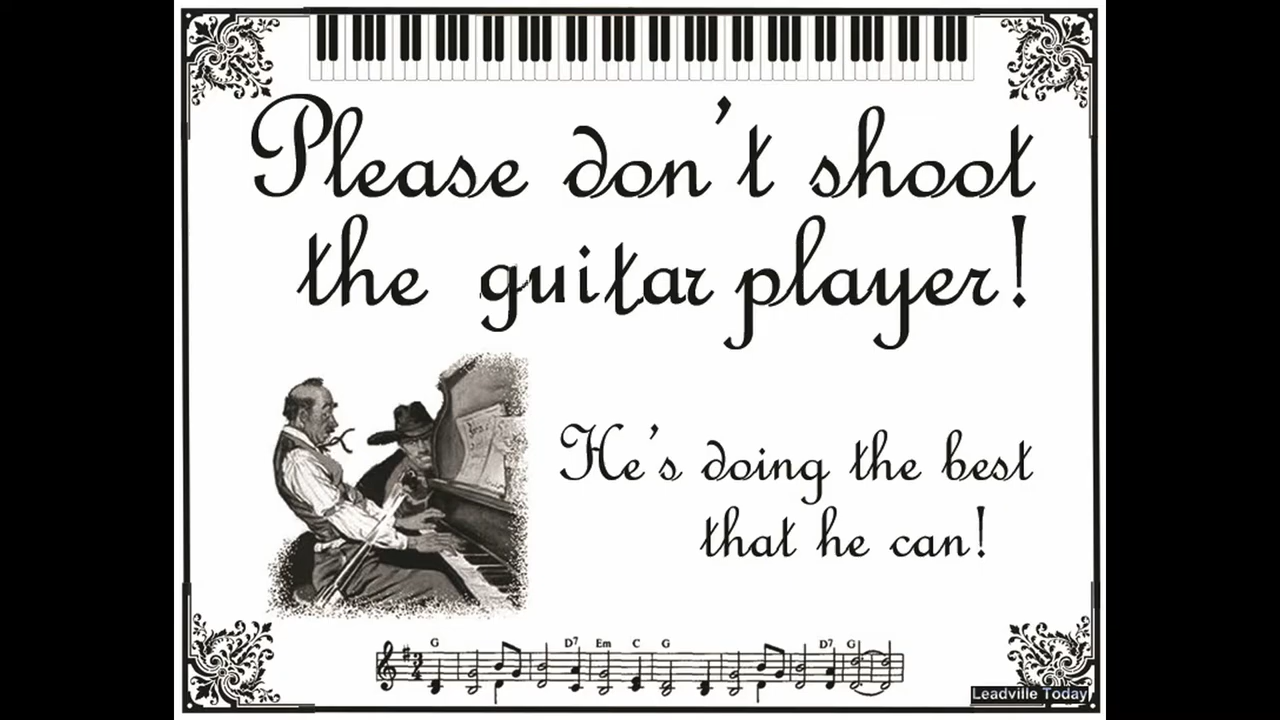 Please don't shoot
the guitar player!
He's doing the best
that he can!
G D7 Em C G D7 G
Leadville Today